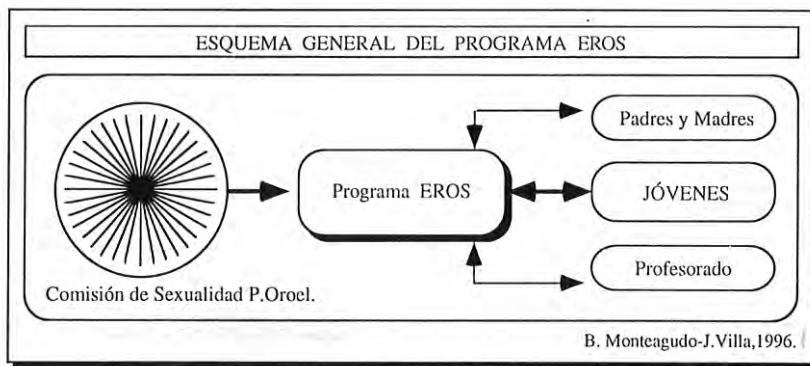 ESQUEMA GENERAL DEL PROGRAMA EROS
Padres y Madres
Programa EROS
JÓVENES
Profesorado
Comisión de Sexualidad P.Oroel.
B. Monteagudo-J.Villa,1996.